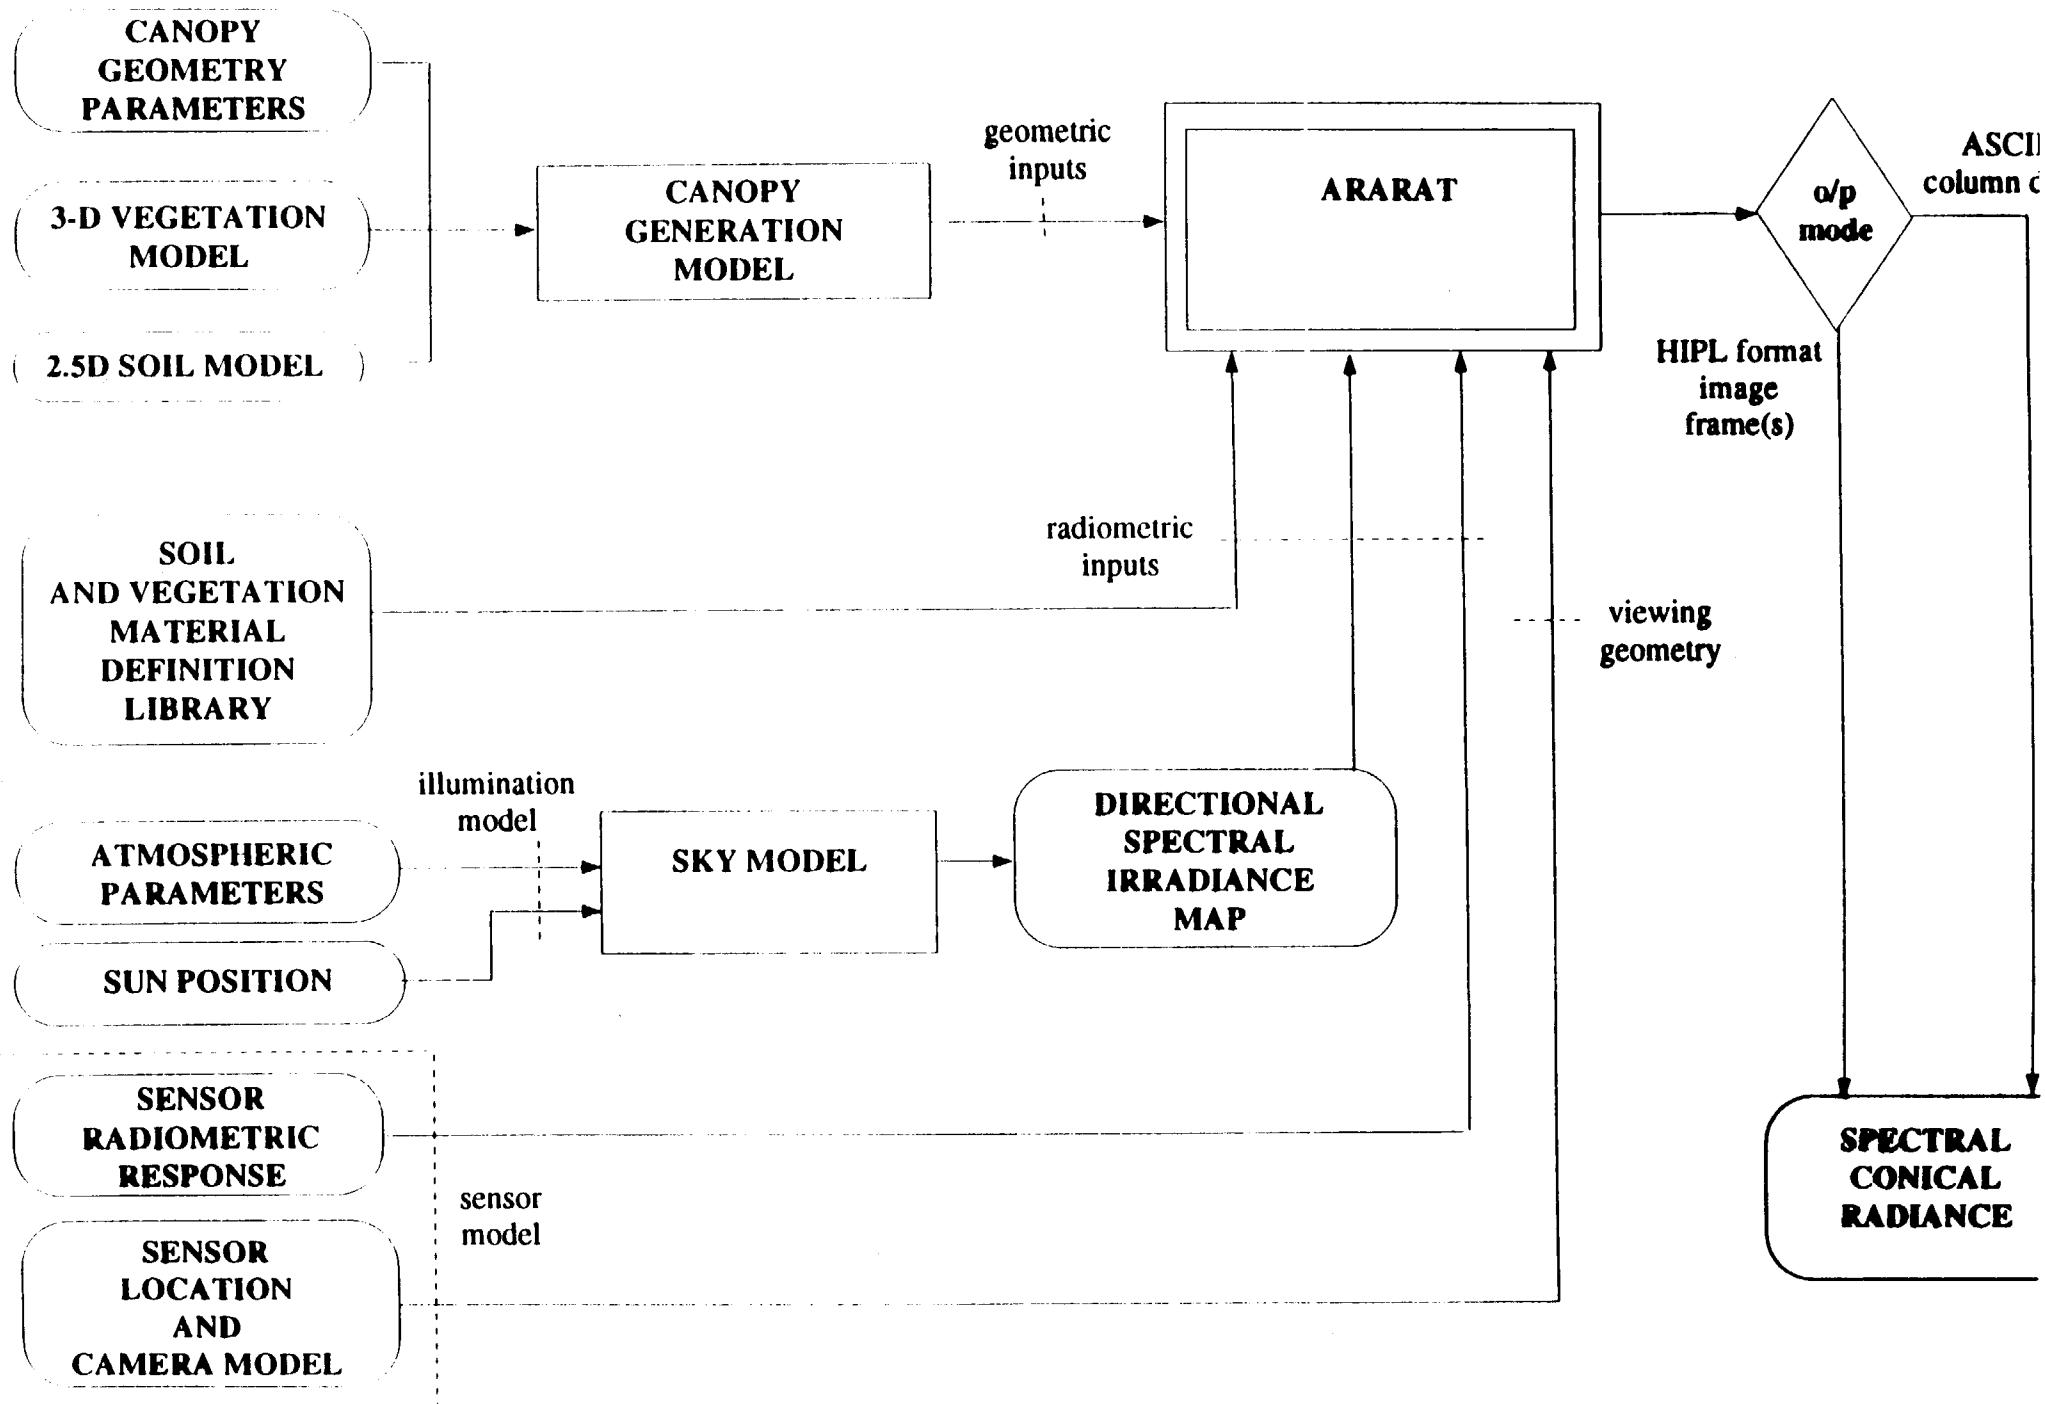 CANOPY
GEOMETRY
PARAMETERS
3-D VEGETATION
MODEL
2.5D SOIL MODEL
CANOPY
GENERATION
MODEL
geometric
inputs
ARARAT
o/p
mode
column
HIPL format
image
frame(s)
SOIL
AND VEGETATION
MATERIAL
DEFINITION
LIBRARY
radiometric
inputs
viewing
geometry
illumination
model
ATMOSPHERIC
PARAMETERS
SUN POSITION
SKY MODEL
DIRECTIONAL
SPECTRAL
IRRADIANCE
MAP
SENSOR
RADIOMETRIC
RESPONSE
sensor
model
SENSOR
LOCATION
AND
CAMERA MODEL
SPECTRAL
CONICAL
RADIANCE